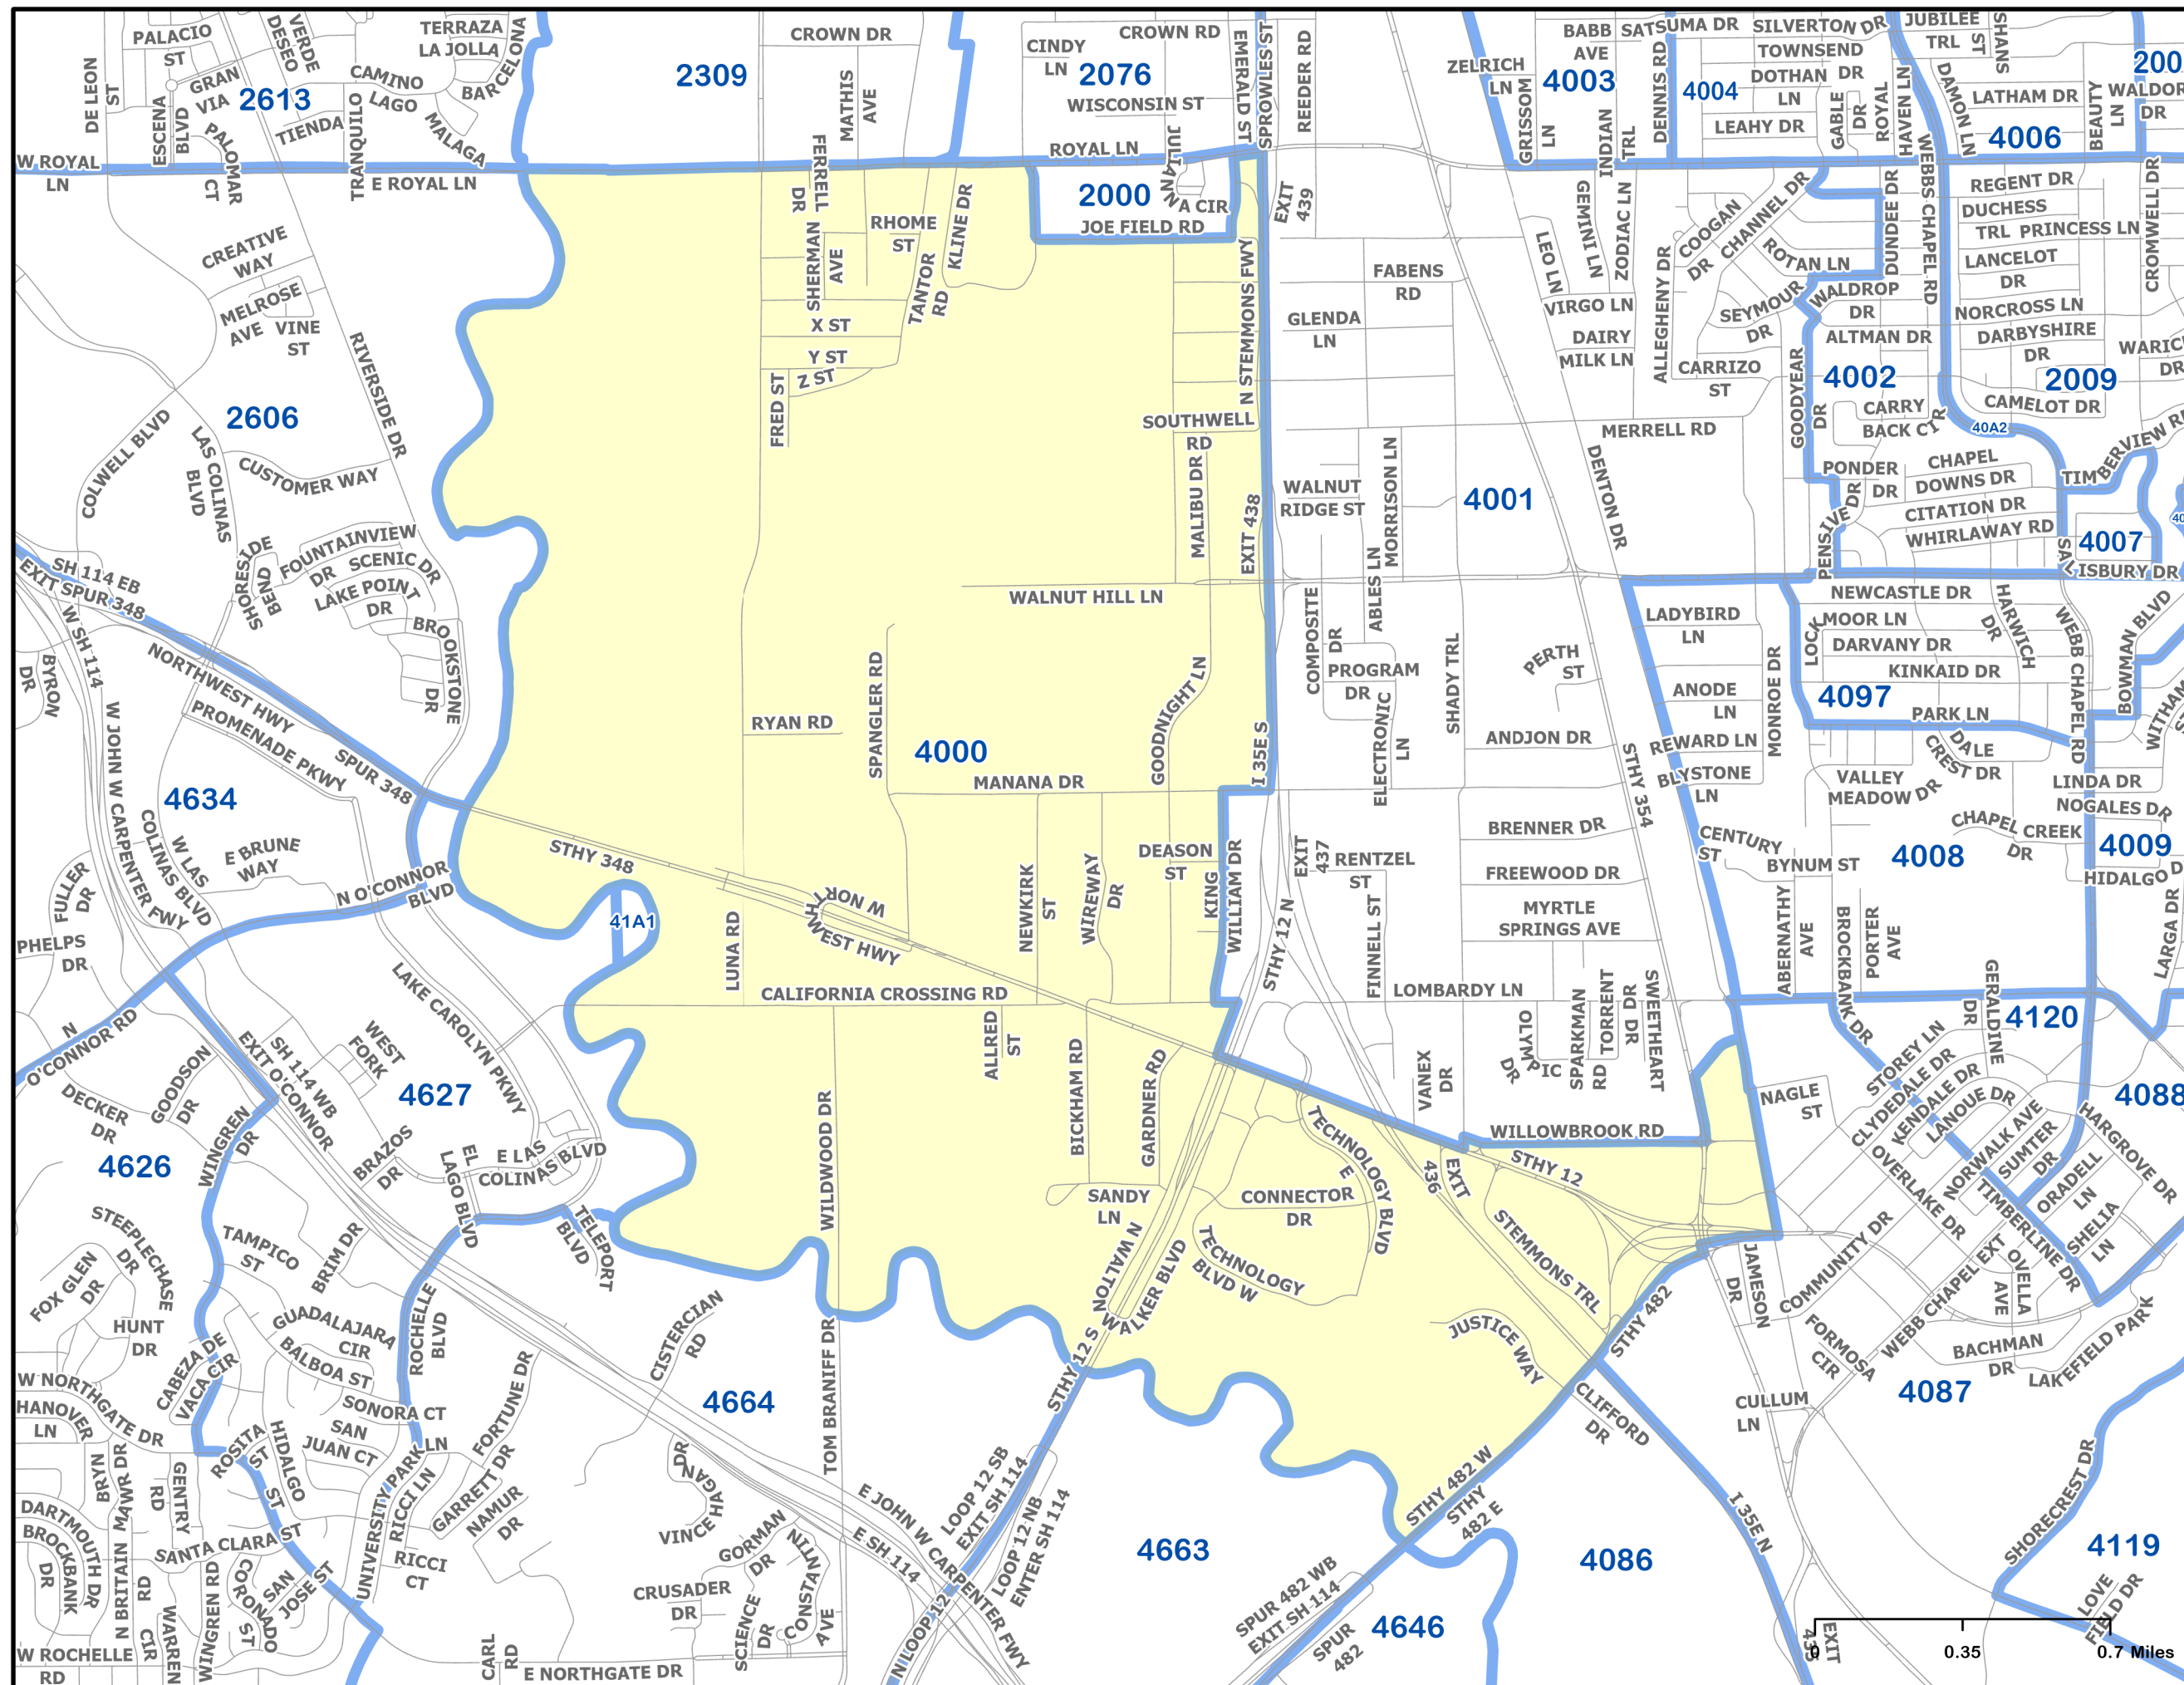 PALACIO
ST
DESEO
VERDE
TERRAZA
LA JOLLA
BARCELONA
DE LEON
ST
ESCENA
BLVD
GRAN
VIA
2613
CAMINO
LAGO
TIENDA
TRANQUILO
MALAGA
PALOMAR
CT
W ROYAL
LN
E ROYAL LN
2309
CROWN DR
MATHIS
AVE
FERRELL
DR
CINDY
LN
CROWN RD
2076
WISCONSIN ST
EMERALD ST
SPROWLES ST
REEDER RD
ROYAL LN
JULIANN
A CIR
2000
JOE FIELD RD
EXIT
439
ZELRICH
LN
GRISSOM
LN
BABB
AVE
4003
INDIAN
TRL
DENNIS RD
SATSUMA DR
4004
SILVERTON DR
TOWNSEND
DR
DOTHAN
LN
LEAHY DR
GABLE
DR
ROYAL
HAVEN LN
JUBILEE
TRL
ST
SHANS
DAMON LN
LATHAM DR
4006
BEAUTY
LN
200
WALDOR
DR
WEBBS CHAPEL RD
CREATIVE
WAY
MELROSE
AVE
VINE
ST
RIVERSIDE DR
2606
COLWELL BLVD
LAS COLINAS
BLVD
CUSTOMER WAY
SHORESIDE
BEND
FOUNTAINVIEW
DR
SCENIC DR
LAKE POINT
DR
BROOKSTONE
DR
SHERMAN
AVE
RHOME
ST
KLINE DR
TANTOR
RD
X ST
Y ST
Z ST
FRED ST
N STEMMONS FWY
SOUTHWELL
RD
MALIBU DR
EXIT 438
WALNUT HILL LN
FABENS
RD
GLENDA
LN
WALNUT
RIDGE ST
MORRISON LN
4001
MERRELL RD
DENTON DR
LEO LN
GEMINI LN
ZODIAC LN
VIRGO LN
DAIRY
MILK LN
ALLEGHENY DR
COOGAN
DR
CHANNEL DR
ROTAN LN
SEYMOUR
DR
WALDROP
DR
CARRIZO
ST
GOODYEAR
DR
DUNDEE DR
ALTMAN DR
4002
CARRY
BACK CT
TR
REGENT DR
DUCHESS
TRL
PRINCESS LN
LANCELOT
DR
NORCROSS LN
DARBYSHIRE
DR
2009
CAMELOT DR
CROMWELL DR
WARIC
DR
40A2
TIMBERVIEW R
PONDER
DR
CHAPEL
DOWNS DR
CITATION DR
WHIRLAWAY RD
PENSIVE
DR
4007
SALISBURY DR
SH 114 EB
EXIT SPUR 348
W SH 114
BYRON
DR
NORTHWEST HWY
PROMENADE PKWY
SPUR 348
W JOHN W CARPENTER FWY
4634
W LAS
COLINAS BLVD
E BRUNE
WAY
N O'CONNOR
BLVD
FULLER
DR
PHELPS
DR
N
O'CONNOR RD
RYAN RD
SPANGLER RD
4000
GOODNIGHT LN
MANANA DR
I 35E S
STHY 348
41A1
LUNA RD
W NORT
HWEST HWY
NEWKIRK
ST
WIREWAY
DR
DEASON
ST
KING
WILLIAM DR
CALIFORNIA CROSSING RD
ALLRED
ST
BICKHAM RD
GARDNER RD
SANDY
LN
WILDWOOD DR
COMPOSITE
DR
ABLES LN
PROGRAM
DR
ELECTRONIC
LN
SHADY TRL
PERTH
ST
ANDJON DR
STHY 354
BRENNER DR
FREEWOOD DR
MYRTLE
SPRINGS AVE
EXIT
437
RENTZEL
ST
FINNELL ST
STHY 12 N
LOMBARDY LN
VANEX
DR
OLYMPIC
DR
SPARKMAN
RD
TORRENT
DR
DR
SWEETHEART
WILLOWBROOK RD
LADYBIRD
LN
ANODE
LN
MONROE DR
REWARD LN
BLYSTONE
LN
CENTURY
ST
NEWCASTLE DR
LOCK
MOOR LN
DARVANY DR
KINKAID DR
4097
PARK LN
HARWICH
DR
WEBB CHAPEL RD
BOWMAN BLVD
WITHAM
DALE
CREST DR
VALLEY
MEADOW DR
LINDA DR
NOGALES DR
CHAPEL CREEK
DR
4009
HIDALGO D
BYNUM ST
4008
ABERNATHY
AVE
BROCKBANK DR
PORTER
AVE
LARGA DR
GERALDINE
DR
4120
4088
STOREY LN
CLYDEDALE DR
KENDALE DR
LANOUE DR
NORWALK AVE
SUMTER
DR
ORADELL
LN
SHELIA
LN
HARGROVE DR
OVERLAKE DR
TIMBERLINE DR
NAGLE
ST
COMMUNITY DR
WEBB CHAPEL EXT
OVELLA
AVE
BACHMAN
DR
LAKEFIELD PARK
FORMOSA
CIR
4087
JAMESON
DR
CULLUM
LN
DECKER
DR
GOODSON
DR
WINGREN
DR
EXIT O'CONNOR
SH 114 WB
WEST
FORK
LAKE CAROLYN PKWY
4627
BRAZOS
DR
EL
LAGO BLVD
E LAS
COLINAS BLVD
TELEPORT
BLVD
4626
STEEPLECHASE
DR
FOX GLEN
DR
HUNT
DR
TAMPICO
ST
BRIM DR
GUADALAJARA
CIR
BALBOA ST
SONORA CT
ROCHELLE
BLVD
CABEZA DE
VACA CIR
W NORTHGATE DR
HANOVER
LN
ROSITA
ST
HIDALGO
ST
SAN
JUAN CT
UNIVERSITY PARK LN
FORTUNE DR
GARRETT DR
NAMUR
DR
RICCI LN
RICCI
CT
BRYN
MAWR DR
DARTMOUTH DR
BROCKBANK
DR
GENTRY
RD
SANTA CLARA ST
N BRITAIN
RD
CIR
WARREN
WINGREN RD
CORONADO
ST
SAN
JOSE ST
W ROCHELLE
RD
CARL
RD
E NORTHGATE DR
CISTERCIAN
RD
4664
TOM BRANIFF DR
VINCE
HAGAN
DR
GORMAN
DR
CRUSADER
DR
SCIENCE
DR
CONSTANTIN
AVE
E JOHN W CARPENTER FWY
E SH 114
N LOOP 12
LOOP 12 SB
EXIT SH 114
LOOP 12 NB
ENTER SH 114
STHY 12 S
N WALTON
WALKER BLVD
TECHNOLOGY
BLVD W
CONNECTOR
DR
TECHNOLOGY BLVD
E
EXIT
436
STHY 12
STEMMONS TRL
JUSTICE WAY
STHY 482
CLIFFORD
DR
STHY 482 W
STHY
482 E
4663
SPUR 482 WB
EXIT SH 114
SPUR
482
4646
4086
I 35E N
SHORECREST DR
4119
LOVE
FIELD DR
EXIT
435
0
0.35
0.7 Miles